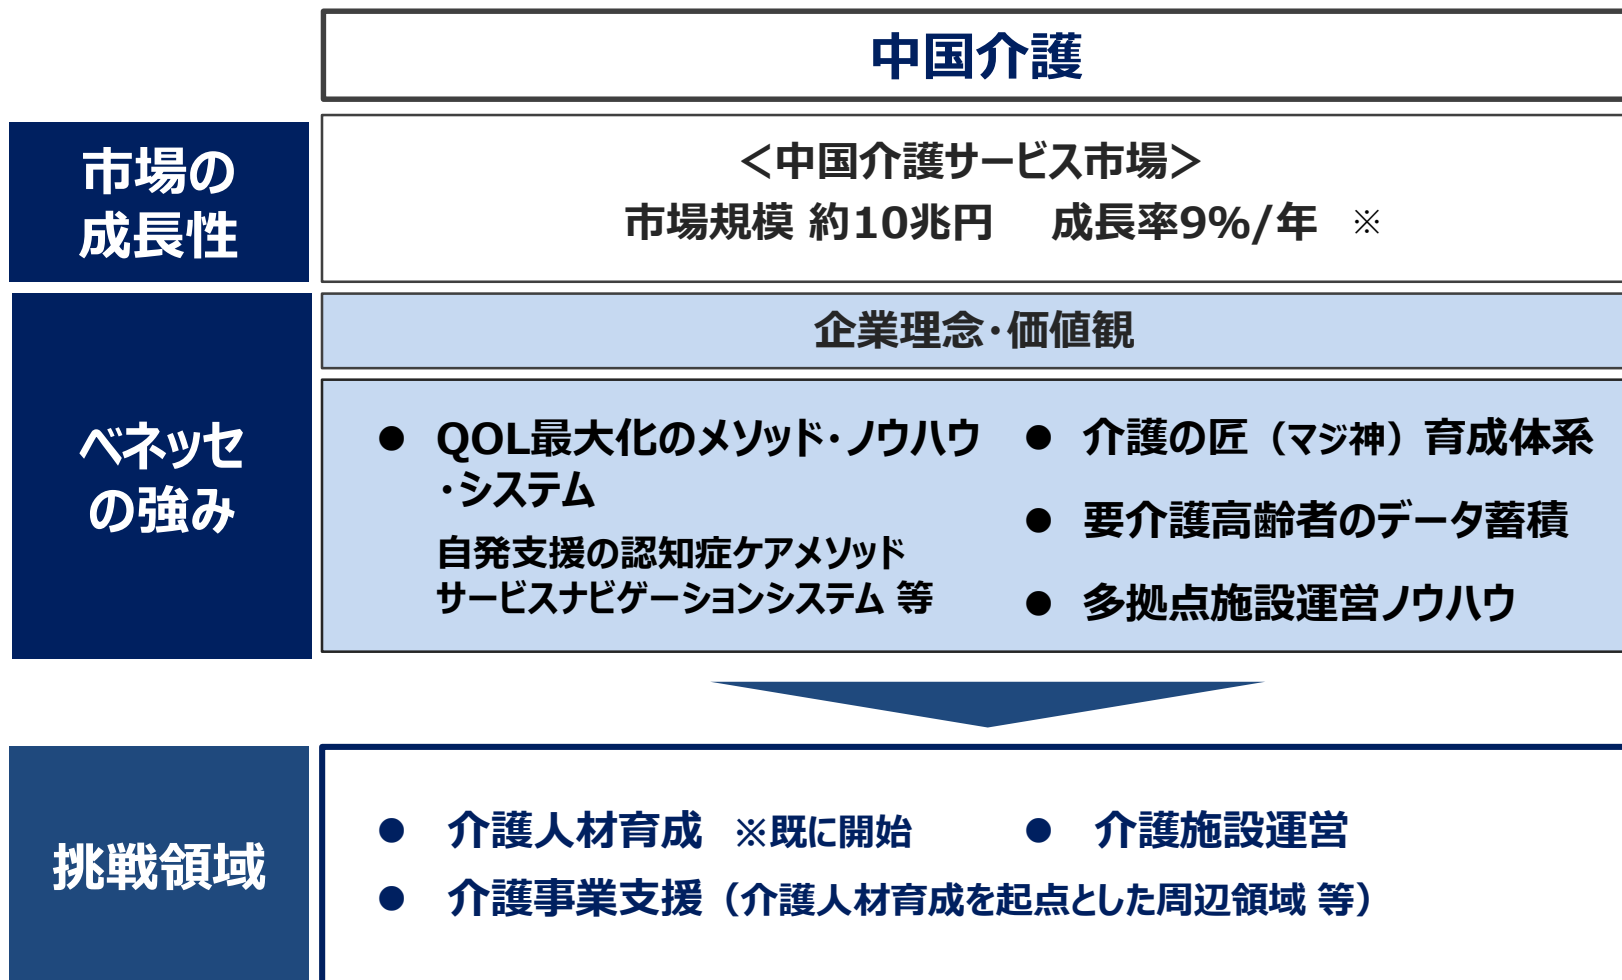 中国介護
市場の
成長性
＜中国介護サービス市場＞
市場規模 約10兆円　成長率9%/年 ※
ベネッセ
の強み
企業理念・価値観
● QOL最大化のメソッド・ノウハウ
・システム
自発支援の認知症ケアメソッド
サービスナビゲーションシステム 等
● 介護の匠（マジ神）育成体系
● 要介護高齢者のデータ蓄積
● 多拠点施設運営ノウハウ
挑戦領域
● 介護人材育成 ※既に開始
● 介護施設運営
● 介護事業支援（介護人材育成を起点とした周辺領域 等）